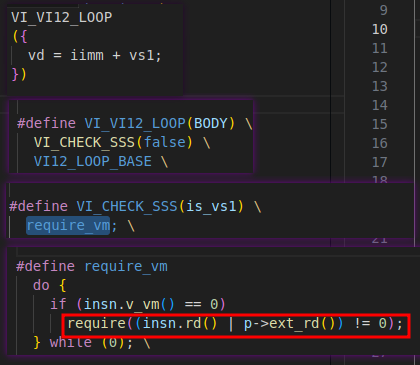 VI_VI12_LOOP
({
  vd = iimm + vs1;
})
#define VI_VI12_LOOP(BODY) \
  VI_CHECK_SSS(false) \
  VI12_LOOP_BASE \
#define VI_CHECK_SSS(is_vs1) \
  require_vm; \
#define require_vm
  do {
    if (insn.v_vm() == 0)
      require((insn.rd() | p->ext_rd()) != 0);
  } while (0); \
9
10
11
12
13
14
15
16
17
18
21